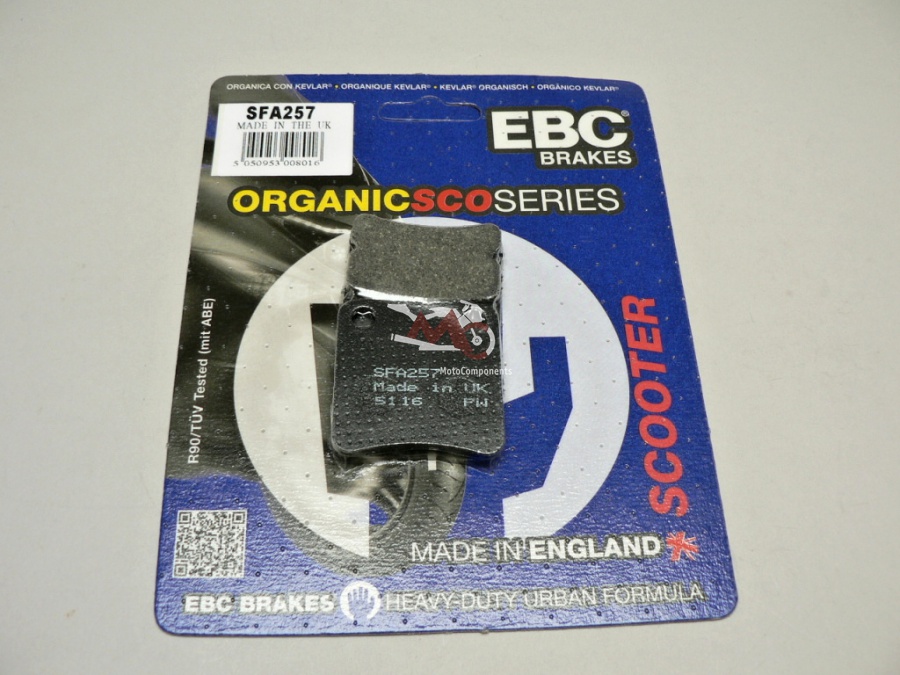 ORGANICA CON KEVLAR® • ORGANIQUE KEVLAR® • KEVLAR® ORGANISCH • ORGÂNICO KEVLAR®
SFA257
MADE IN THE UK
5 050953 008016
EBC®
BRAKES
ORGANICSCOSERIES
MC
MotoComponents
SFA257
Made in UK
5116 PW
R90/TÜV Tested (mit ABE)
SCOOTER
MADE IN ENGLAND
EBC BRAKES HEAVY-DUTY URBAN FORMULA